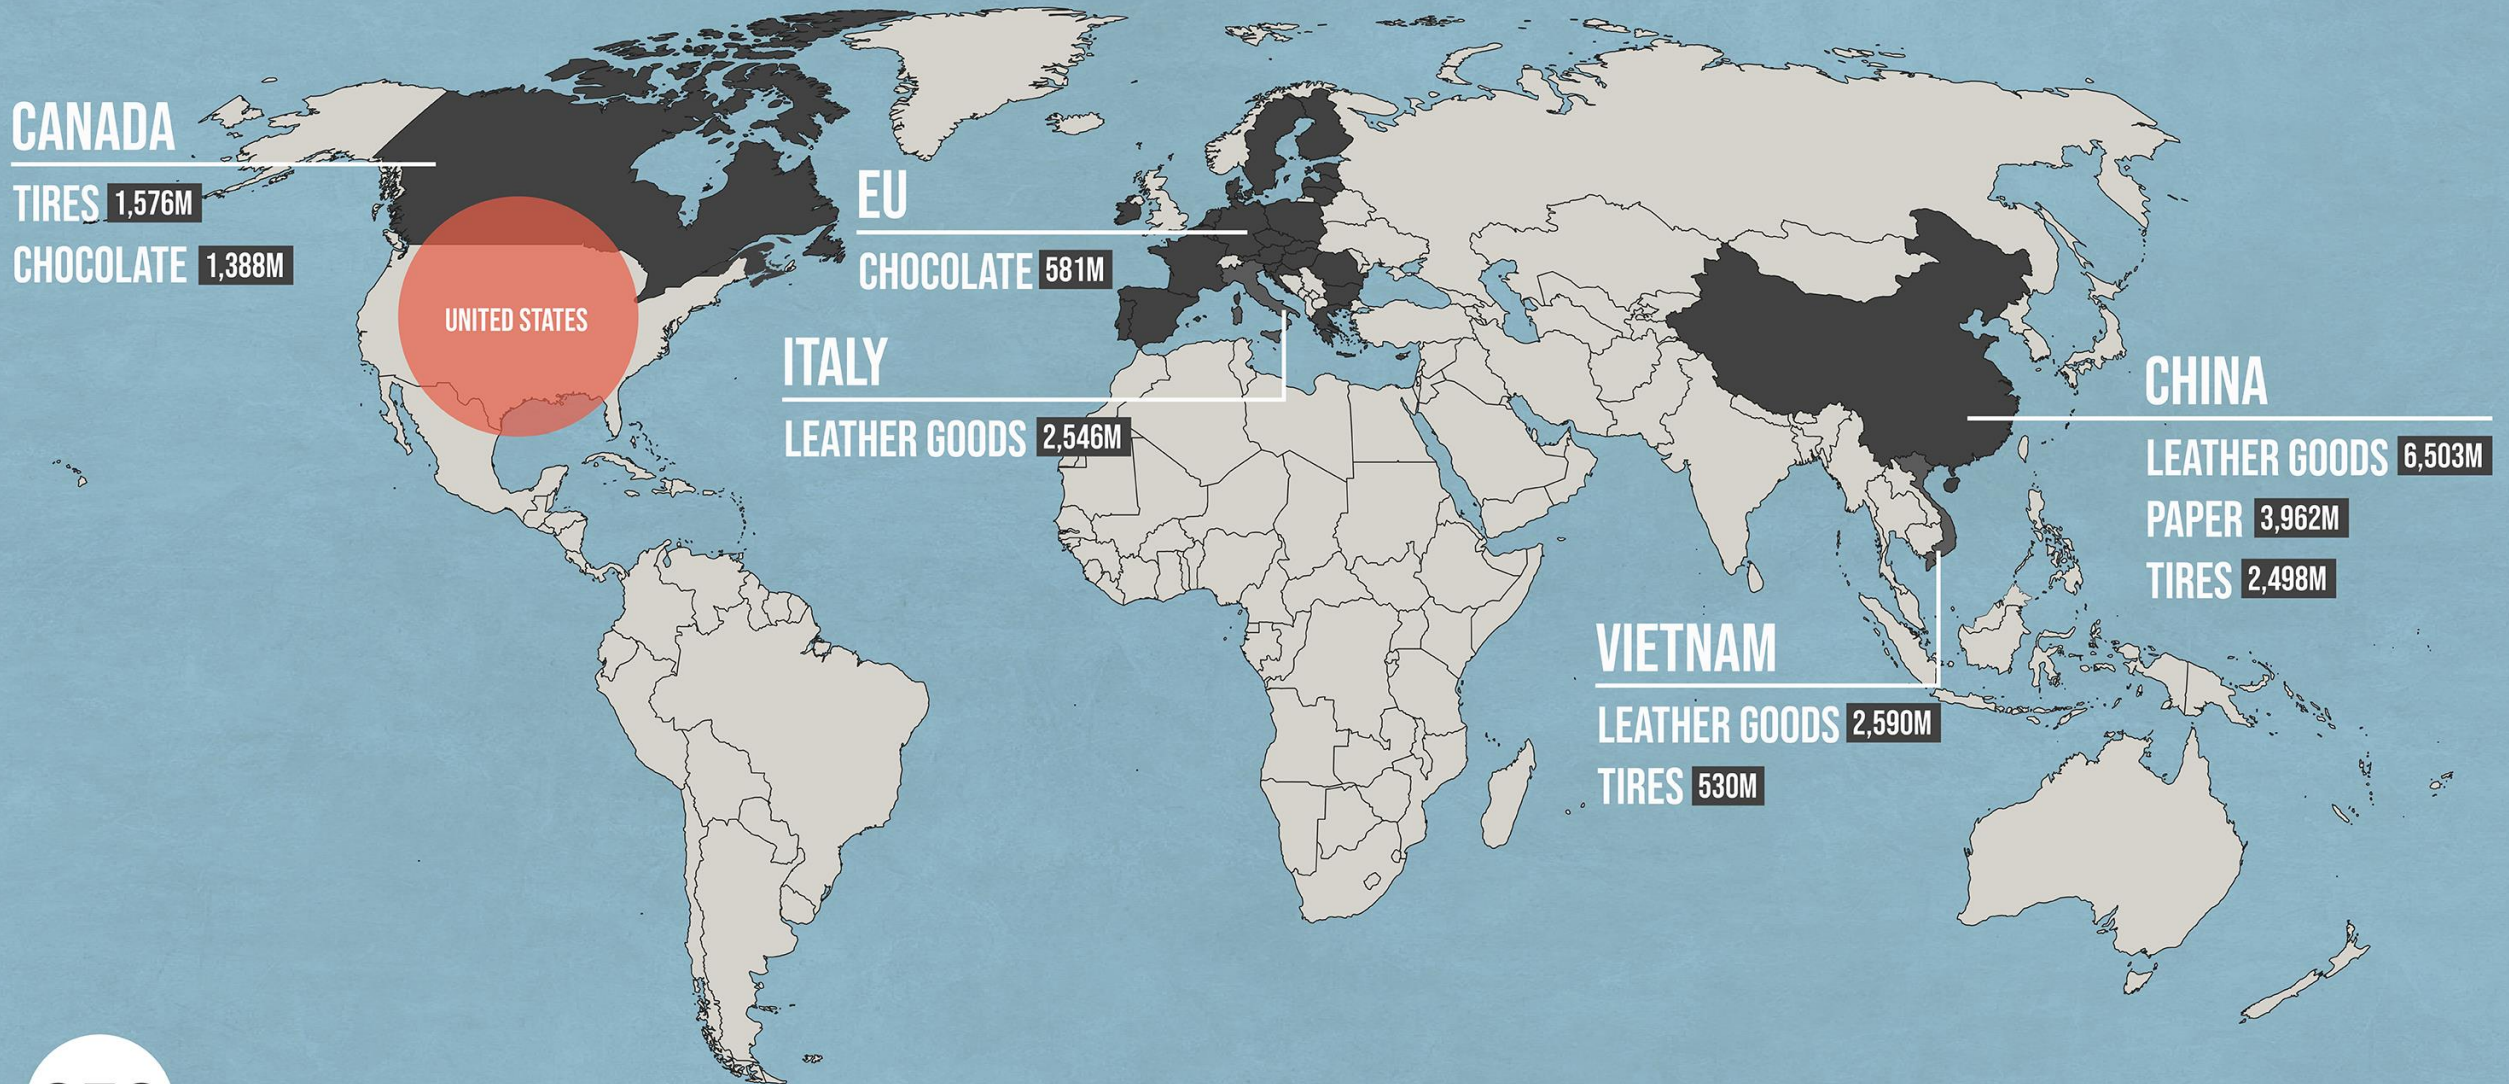 CANADA
TIRES 1,576M
CHOCOLATE 1,388M
UNITED STATES
EU
CHOCOLATE 581M
ITALY
LEATHER GOODS 2,546M
CHINA
LEATHER GOODS 6,503M
PAPER 3,962M
TIRES 2,498M
VIETNAM
LEATHER GOODS 2,590M
TIRES 530M